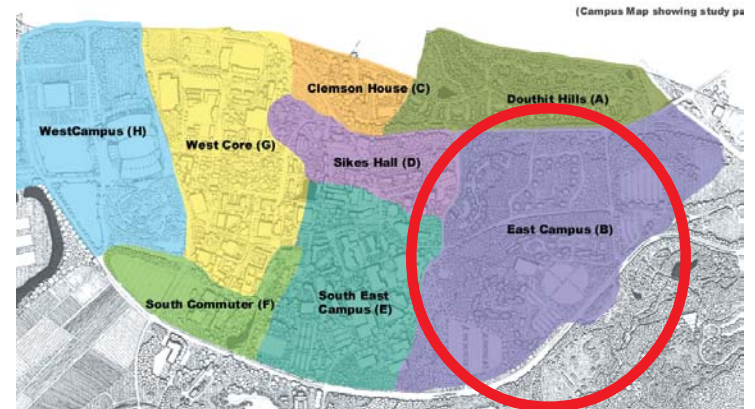 (Campus Map showing study pa
Clemson House (C)
Douthit Hills (A)
WestCampus (H)
West Core (G)
Sikes Hall (D)
East Campus (B)
South Commuter (F)
South East
Campus (E)